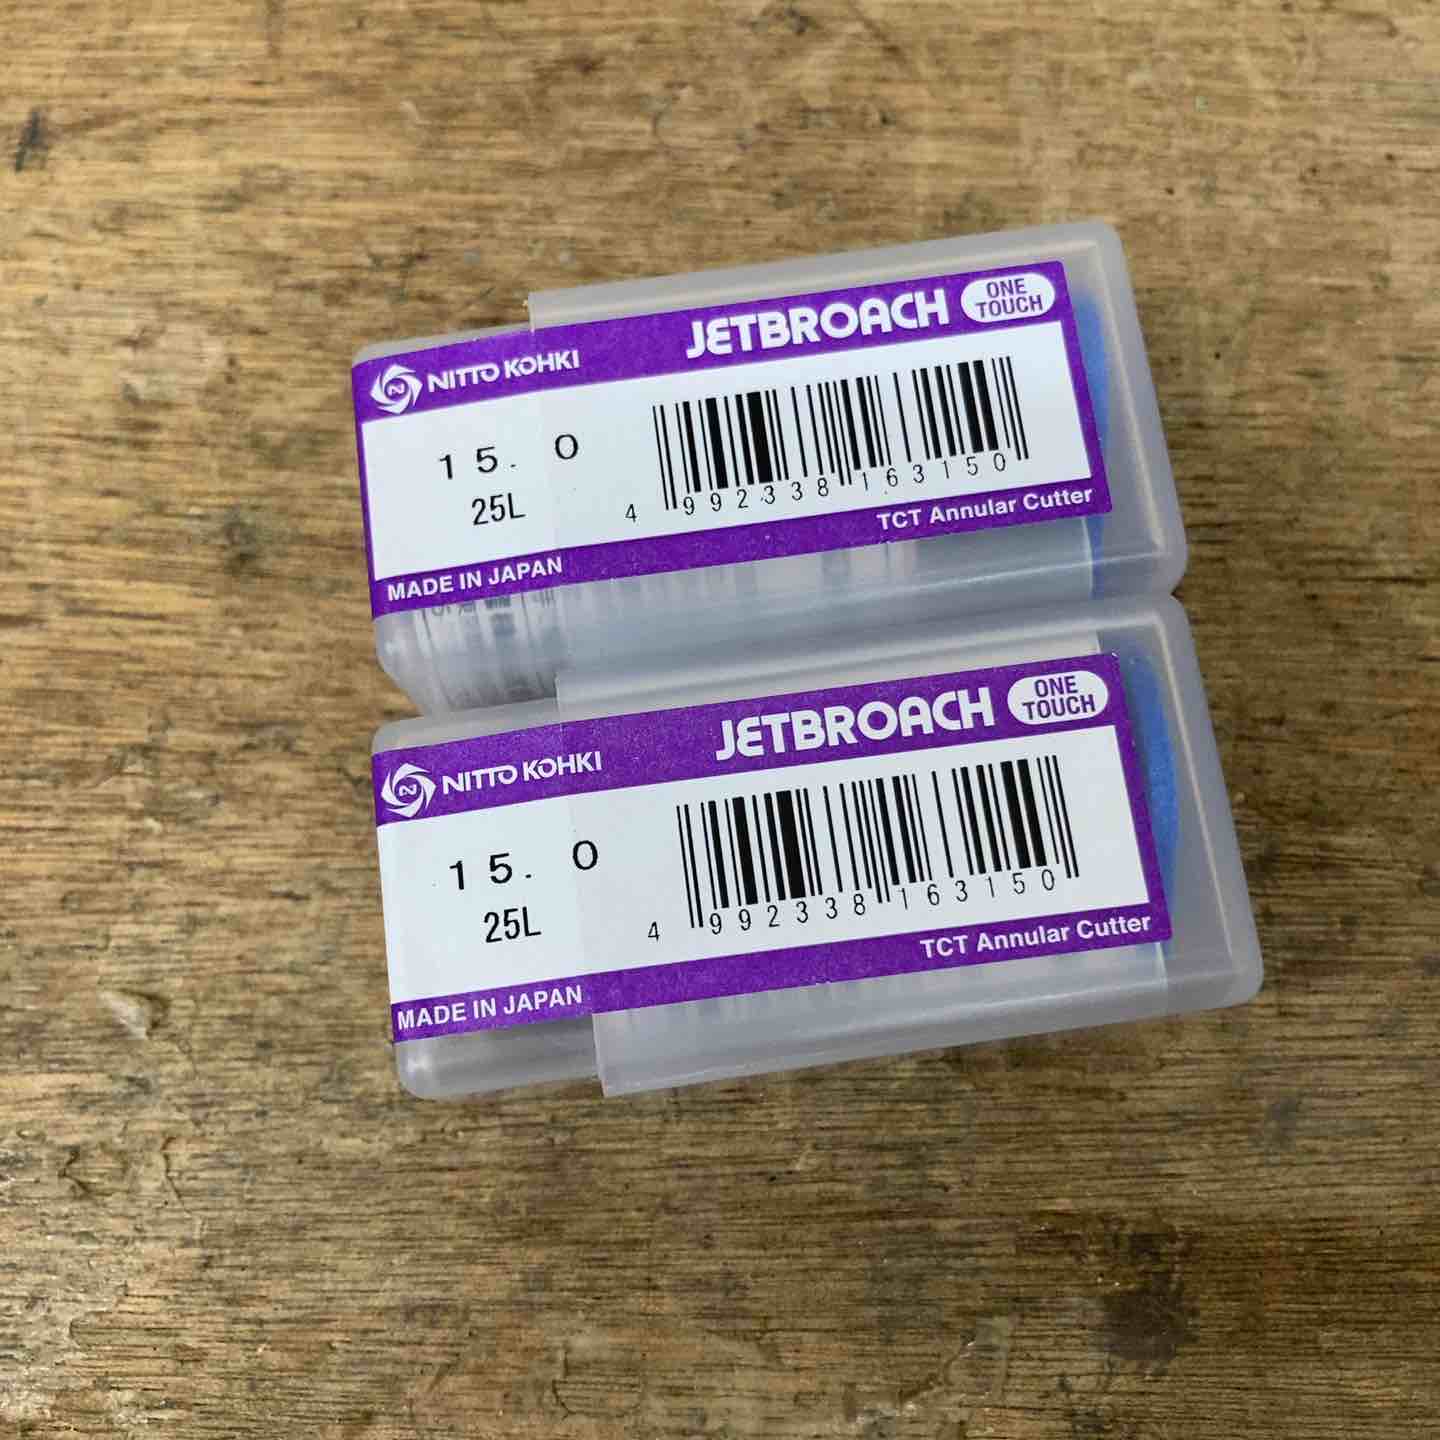 JETBROACH ONE TOUCH
NITTO KOHKI
15.0
25L
4 992338 163150
TCT Annular Cutter
MADE IN JAPAN
JETBROACH ONE TOUCH
NITTO KOHKI
15.0
25L
4 992338 163150
TCT Annular Cutter
MADE IN JAPAN